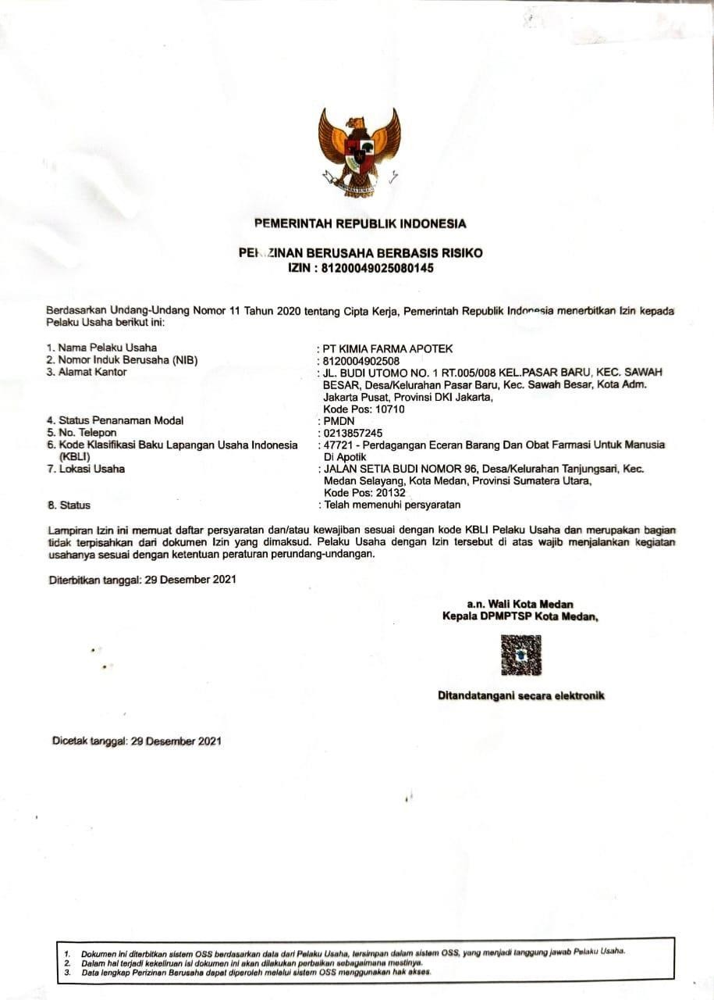 PEMERINTAH REPUBLIK INDONESIA
PERIZINAN BERUSAHA BERBASIS RISIKO
IZIN : 81200049025080145
Berdasarkan Undang-Undang Nomor 11 Tahun 2020 tentang Cipta Kerja, Pemerintah Republik Indonesia menerbitkan Izin kepada
Pelaku Usaha berikut ini:
1. Nama Pelaku Usaha : PT KIMIA FARMA APOTEK
2. Nomor Induk Berusaha (NIB) : 8120004902508
3. Alamat Kantor : JL. BUDI UTOMO NO. 1 RT.005/008 KEL.PASAR BARU, KEC. SAWAH
BESAR, Desa/Kelurahan Pasar Baru, Kec. Sawah Besar, Kota Adm.
Jakarta Pusat, Provinsi DKI Jakarta,
Kode Pos: 10710
4. Status Penanaman Modal : PMDN
5. No. Telepon : 0213857245
6. Kode Klasifikasi Baku Lapangan Usaha Indonesia : 47721 - Perdagangan Eceran Barang Dan Obat Farmasi Untuk Manusia
(KBLI) Di Apotik
7. Lokasi Usaha : JALAN SETIA BUDI NOMOR 96, Desa/Kelurahan Tanjungsari, Kec.
Medan Selayang, Kota Medan, Provinsi Sumatera Utara,
Kode Pos: 20132
8. Status : Telah memenuhi persyaratan
Lampiran Izin ini memuat daftar persyaratan dan/atau kewajiban sesuai dengan kode KBLI Pelaku Usaha dan merupakan bagian
tidak terpisahkan dari dokumen Izin yang dimaksud. Pelaku Usaha dengan Izin tersebut di atas wajib menjalankan kegiatan
usahanya sesuai dengan ketentuan peraturan perundang-undangan.
Diterbitkan tanggal: 29 Desember 2021
a.n. Wali Kota Medan
Kepala DPMPTSP Kota Medan,
Ditandatangani secara elektronik
Dicetak tanggal: 29 Desember 2021
1. Dokumen ini diterbitkan sistem OSS berdasarkan data dari Pelaku Usaha, tersimpan dalam sistem OSS, yang menjadi tanggung jawab Pelaku Usaha.
2. Dalam hal terjadi kekeliruan isi dokumen ini akan dilakukan perbaikan sebagaimana mestinya.
3. Data lengkap Perizinan Berusaha dapat diperoleh melalui sistem OSS menggunakan hak akses.